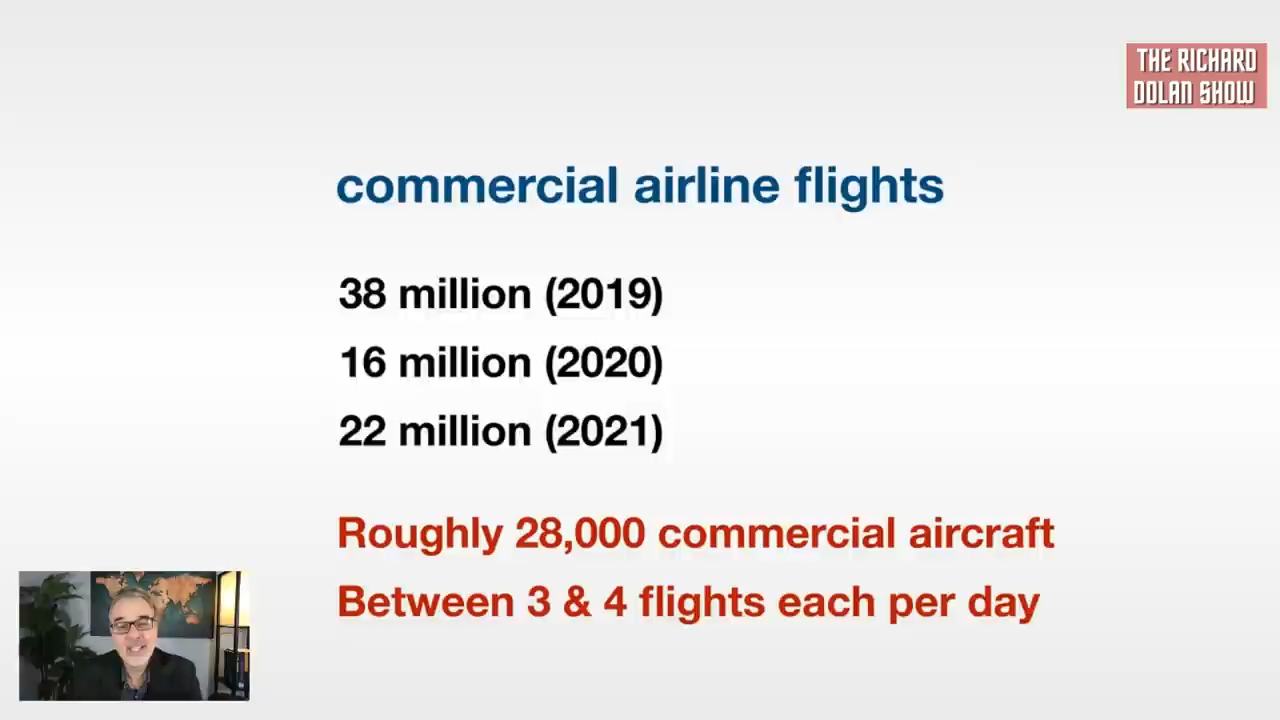 THE RICHARD
DOLAN SHOW
commercial airline flights
38 million (2019)
16 million (2020)
22 million (2021)
Roughly 28,000 commercial aircraft
Between 3 & 4 flights each per day